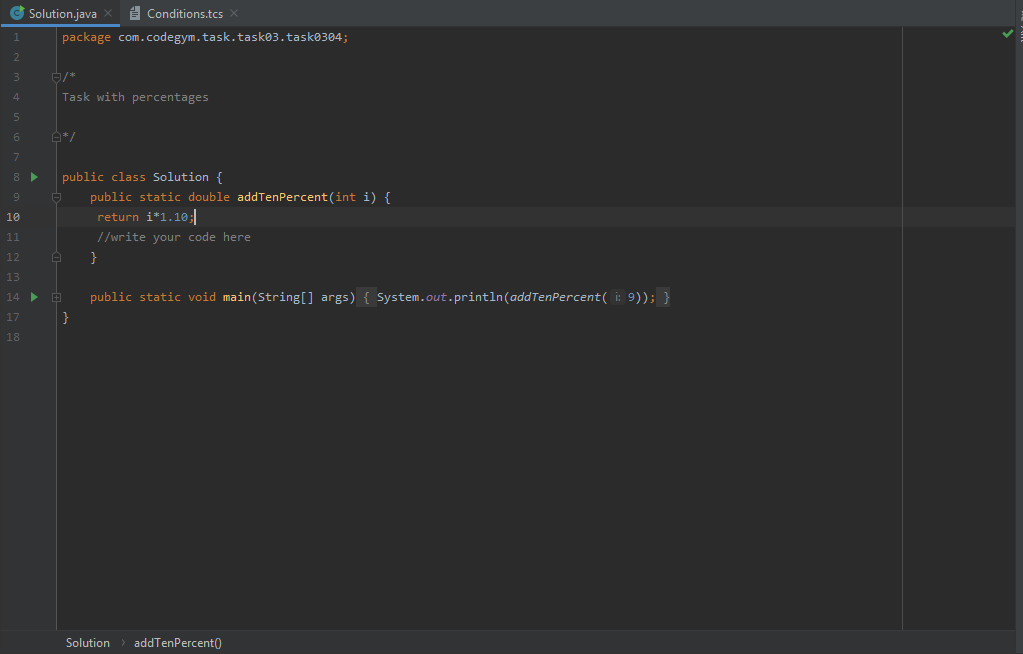 Solution.java Conditions.tcs
1 package com.codegym.task.task03.task0304;
2
3 /*
4 Task with percentages
5
6 */
7
8 public class Solution {
9 public static double addTenPercent(int i) {
10 return i*1.10;
11 //write your code here
12 }
13
14 public static void main(String[] args) { System.out.println(addTenPercent( i: 9)); }
17 }
18
Solution > addTenPercent()